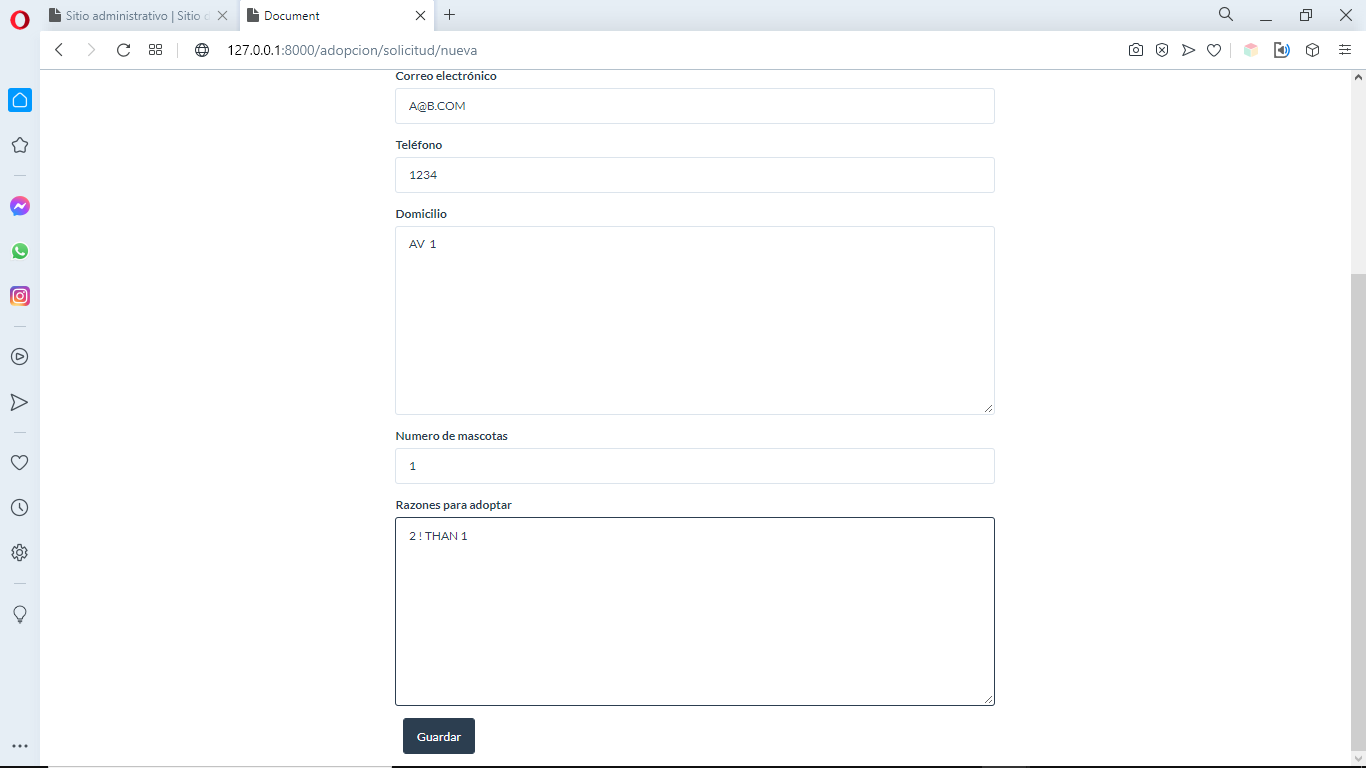 Sitio administrativo | Sitio d
Document
127.0.0.1:8000/adopcion/solicitud/nueva
Correo electrónico
A@B.COM
Teléfono
1234
Domicilio
AV 1
Numero de mascotas
1
Razones para adoptar
2 ! THAN 1
Guardar